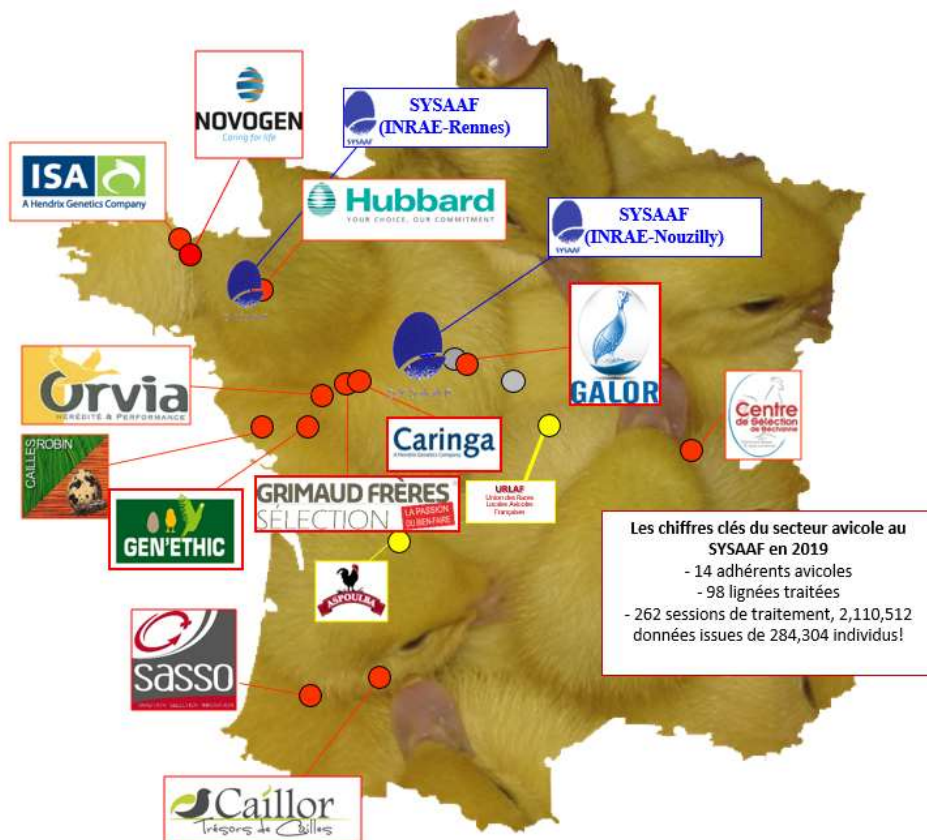 NOVOGEN
Caring for life
SYSAAF
(INRAE-Rennes)
SYSAAF
ISA
A Hendrix Genetics Company
Hubbard
YOUR CHOICE, OUR COMMITMENT
SYSAAF
(INRAE-Nouzilly)
SYSAAF
SYSAAF
GALOR
Orvia
HÉRÉDITÉ & PERFORMANCE
Centre
de Sélection
de Béchanne
CAILLES ROBIN
Caringa
A Hendrix Genetics Company
GEN'ETHIC
GRIMAUD FRÈRES
SÉLECTION
LA PASSION
DU BIEN-FAIRE
URLAF
Union des Races
Locales Avicoles
Françaises
ASPOULBA
Les chiffres clés du secteur avicole au
SYSAAF en 2019
- 14 adhérents avicoles
- 98 lignées traitées
- 262 sessions de traitement, 2,110,512
données issues de 284,304 individus!
sasso
Caillor
Trésors de Cailles